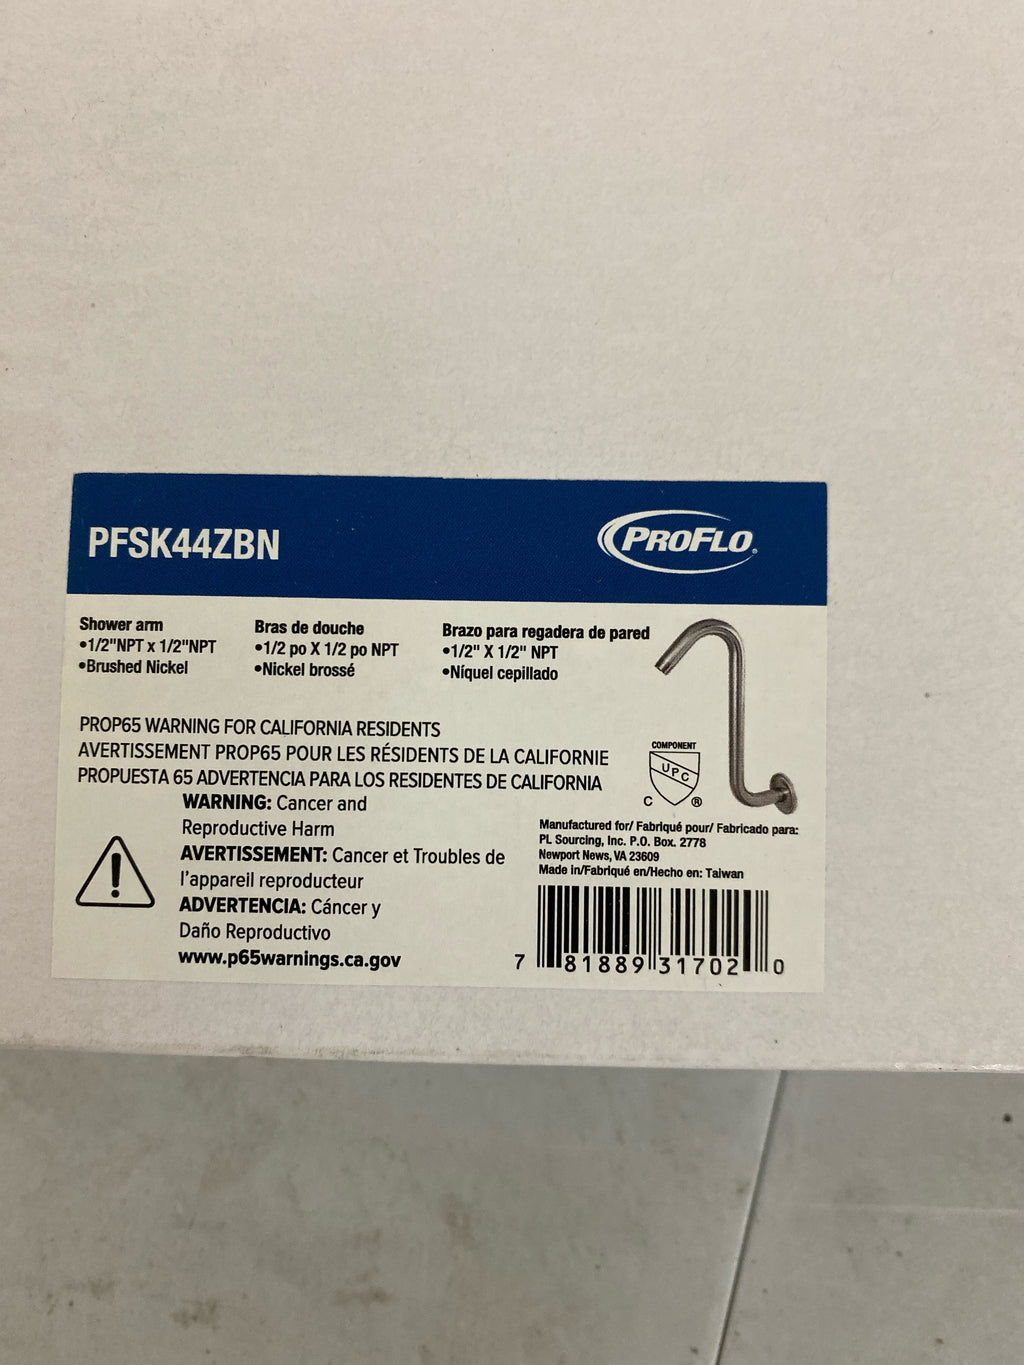 PFSK44ZBN
PROFLO®
Shower arm
•1/2"NPT x 1/2"NPT
•Brushed Nickel
Bras de douche
•1/2 po X 1/2 po NPT
•Nickel brossé
Brazo para regadera de pared
•1/2" X 1/2" NPT
•Níquel cepillado
PROP65 WARNING FOR CALIFORNIA RESIDENTS
AVERTISSEMENT PROP65 POUR LES RÉSIDENTS DE LA CALIFORNIE
PROPUESTA 65 ADVERTENCIA PARA LOS RESIDENTES DE CALIFORNIA
WARNING: Cancer and
Reproductive Harm
AVERTISSEMENT: Cancer et Troubles de
l'appareil reproducteur
ADVERTENCIA: Cáncer y
Daño Reproductivo
www.p65warnings.ca.gov
COMPONENT
UPC
C ®
Manufactured for/ Fabriqué pour/ Fabricado para:
PL Sourcing, Inc. P.O. Box. 2778
Newport News, VA 23609
Made in/Fabriqué en/Hecho en: Taiwan
7 81889 31702 0